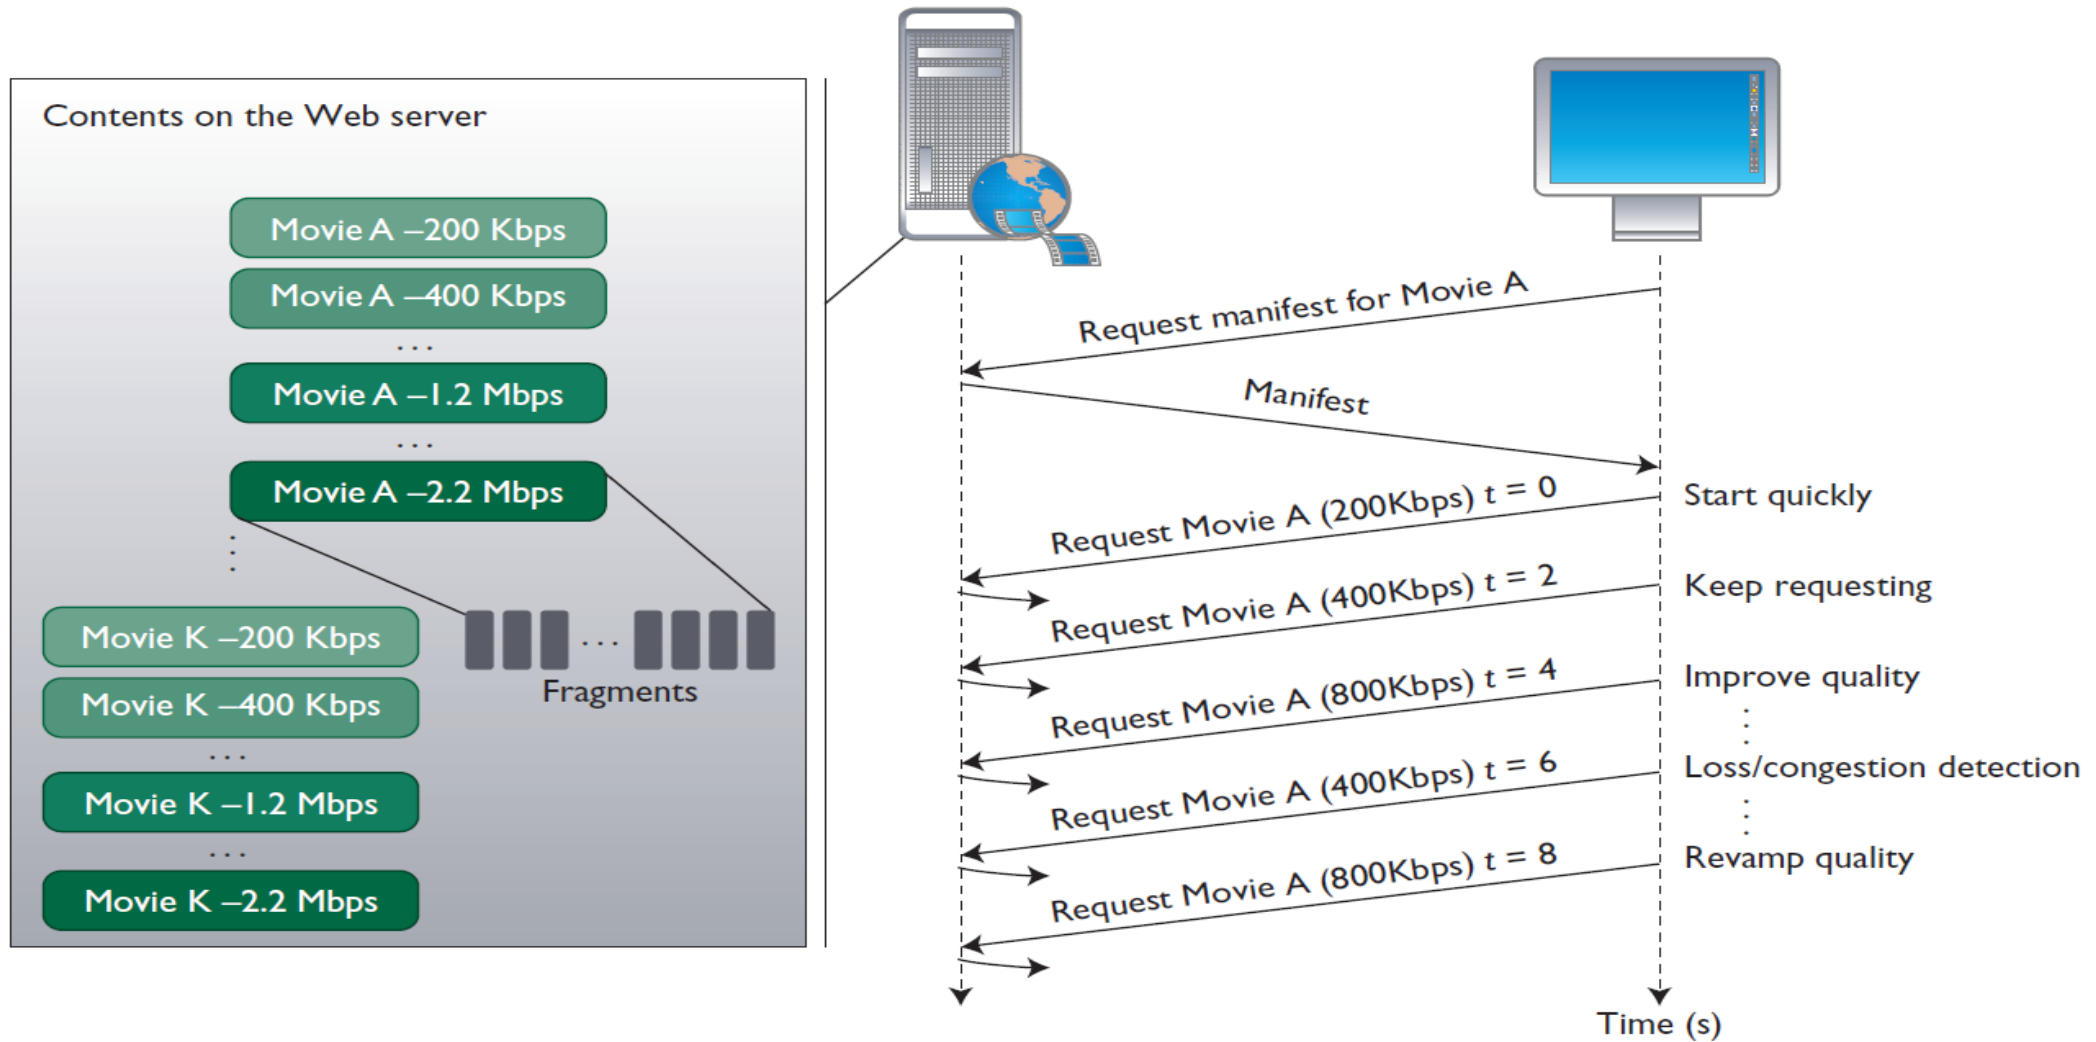 Contents on the Web server
Movie A –200 Kbps
Movie A –400 Kbps
...
Movie A –1.2 Mbps
...
Movie A –2.2 Mbps
...
Movie K –200 Kbps
Movie K –400 Kbps
...
Movie K –1.2 Mbps
...
Movie K –2.2 Mbps
...
Fragments
Request manifest for Movie A
Manifest
Request Movie A (200Kbps) t = 0
Start quickly
Request Movie A (400Kbps) t = 2
Keep requesting
Request Movie A (800Kbps) t = 4
Improve quality
...
Request Movie A (400Kbps) t = 6
Loss/congestion detection
...
Request Movie A (800Kbps) t = 8
Revamp quality
Time (s)